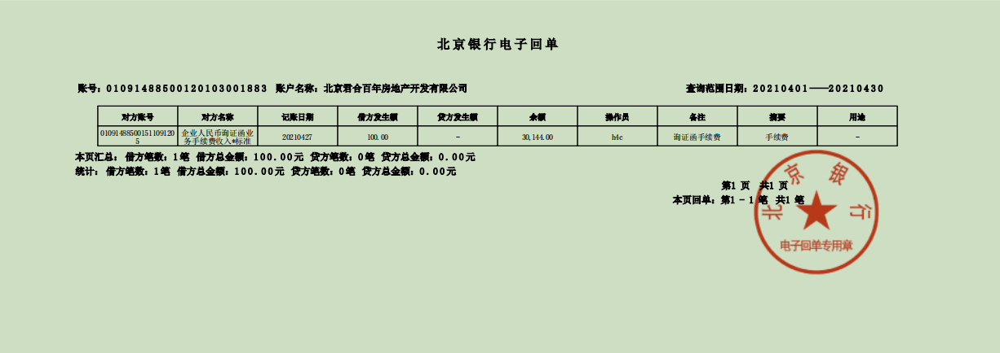 北京银行电子回单
账号：01091488500120103001883 账户名称：北京君合百年房地产开发有限公司 查询范围日期：20210401——20210430
对方账号 对方名称 记账日期 借方发生额 贷方发生额 余额 操作员 备注 摘要 用途
0109148850015110912​0 企业人民币询证函业
5 务手续费收入*标准 20210427 100.00 - 30,144.00 h4c 询证函手续费 手续费 -
本页汇总： 借方笔数：1笔 借方总金额：100.00元 贷方笔数：0笔 贷方总金额：0.00元
统计： 借方笔数：1笔 借方总金额：100.00元 贷方笔数：0笔 贷方总金额：0.00元
第1 页 共1 页
本页回单：第1 - 1 笔 共1 笔
北京银行
电子回单专用章